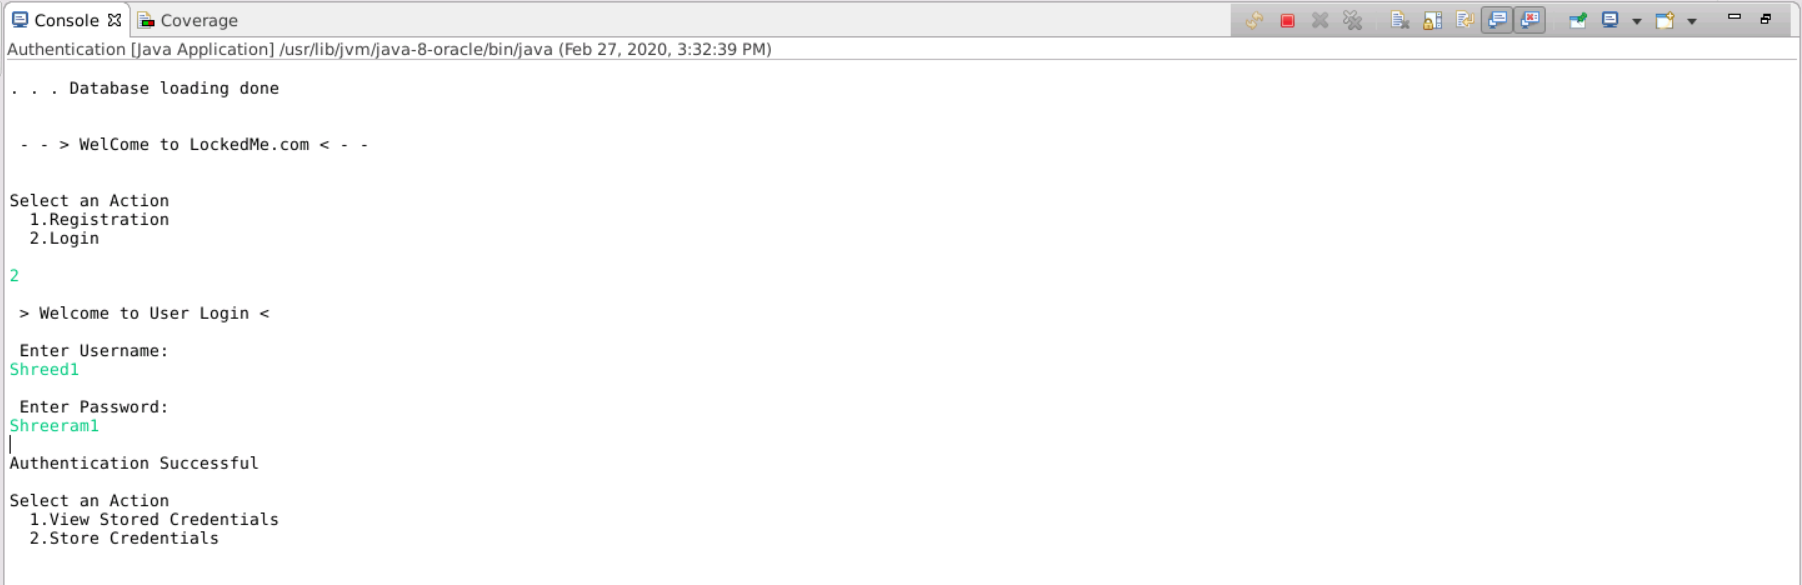 Console Coverage
Authentication [Java Application] /usr/lib/jvm/java-8-oracle/bin/java (Feb 27, 2020, 3:32:39 PM)
. . . Database loading done
- - > WelCome to LockedMe.com < - -
Select an Action
1.Registration
2.Login
2
> Welcome to User Login <
Enter Username:
Shreed1
Enter Password:
Shreeram1
Authentication Successful
Select an Action
1.View Stored Credentials
2.Store Credentials